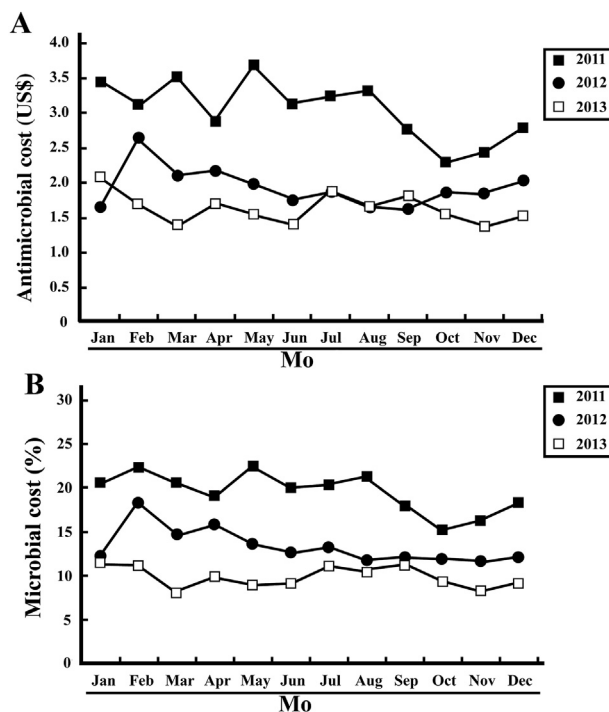 A
Antimicrobial cost (US$)
4.0
3.5
3.0
2.5
2.0
1.5
1.0
0.5
0
Jan Feb Mar Apr May Jun Jul Aug Sep Oct Nov Dec
Mo
2011
2012
2013
B
Microbial cost (%)
30
25
20
15
10
5
0
Jan Feb Mar Apr May Jun Jul Aug Sep Oct Nov Dec
Mo
2011
2012
2013